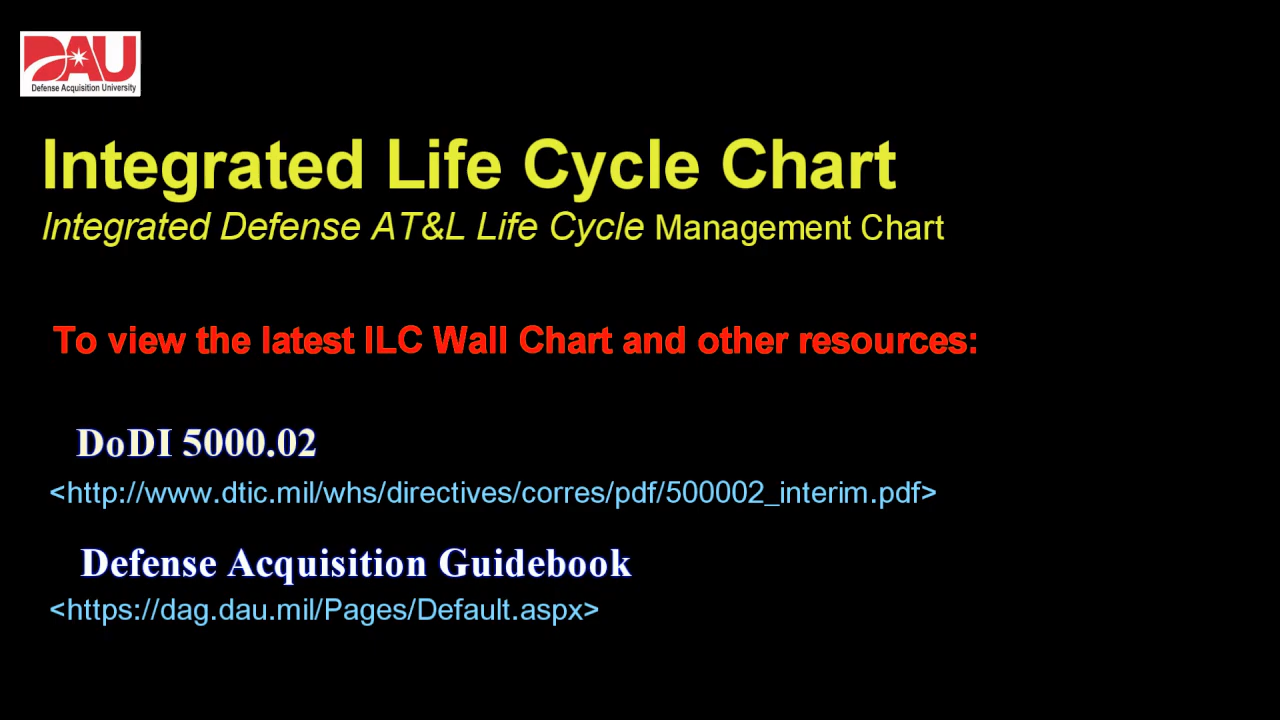 DAU
Defense Acquisition University
Integrated Life Cycle Chart
Integrated Defense AT&L Life Cycle Management Chart
To view the latest ILC Wall Chart and other resources:
DoDI 5000.02
<http://www.dtic.mil/whs/directives/corres/pdf/500002_interim.pdf>
Defense Acquisition Guidebook
<https://dag.dau.mil/Pages/Default.aspx>